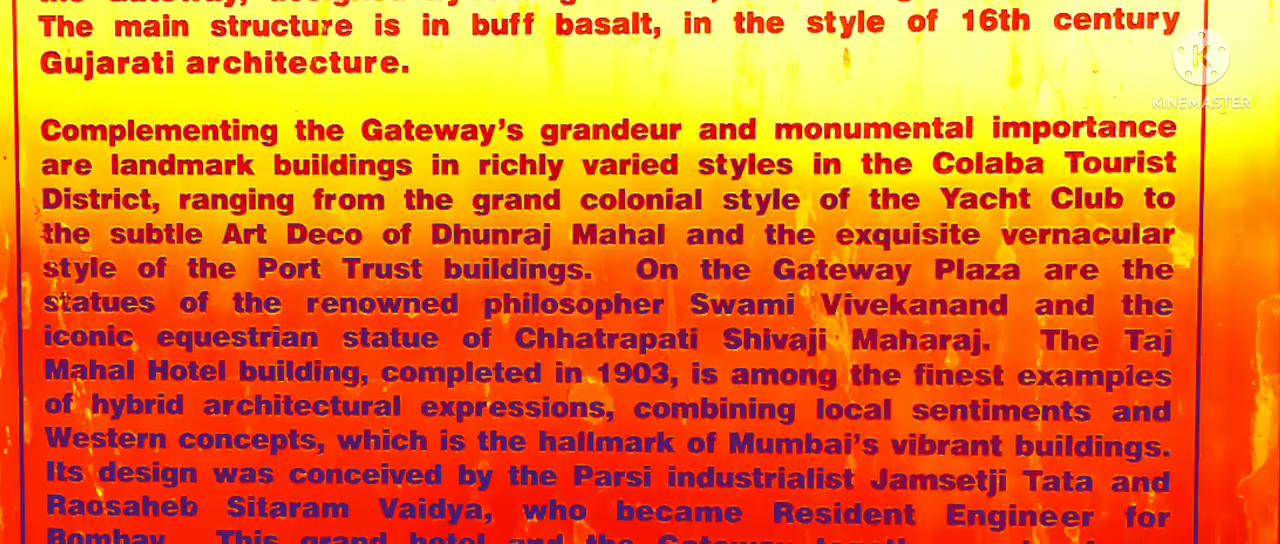 The main structure is in buff basalt, in the style of 16th century
Gujarati architecture.
KINEMASTER
Complementing the Gateway's grandeur and monumental importance
are landmark buildings in richly varied styles in the Colaba Tourist
District, ranging from the grand colonial style of the Yacht Club to
the subtle Art Deco of Dhunraj Mahal and the exquisite vernacular
style of the Port Trust buildings. On the Gateway Plaza are the
statues of the renowned philosopher Swami Vivekanand and the
iconic equestrian statue of Chhatrapati Shivaji Maharaj. The Taj
Mahal Hotel building, completed in 1903, is among the finest examples
of hybrid architectural expressions, combining local sentiments and
Western concepts, which is the hallmark of Mumbai's vibrant buildings.
Its design was conceived by the Parsi industrialist Jamsetji Tata and
Raosaheb Sitaram Vaidya, who became Resident Engineer for
Bombay. This grand hotel and the Gateway